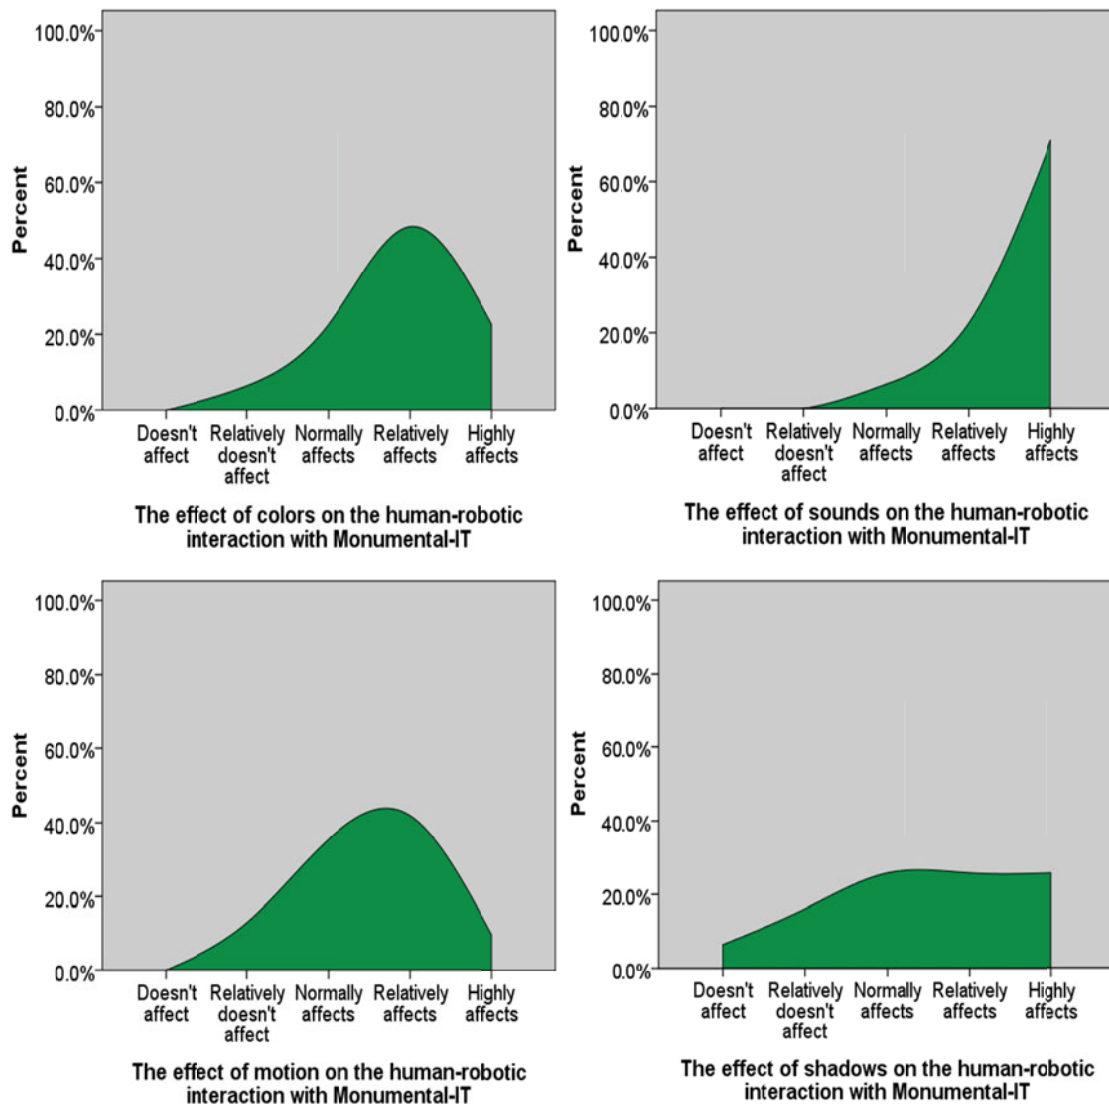 100.0%
80.0%
60.0%
40.0%
20.0%
0.0%
Percent
Doesn't affect
Relatively doesn't affect
Normally affects
Relatively affects
Highly affects
The effect of colors on the human-robotic
interaction with Monumental-IT
100.0%
80.0%
60.0%
40.0%
20.0%
0.0%
Percent
Doesn't affect
Relatively doesn't affect
Normally affects
Relatively affects
Highly affects
The effect of sounds on the human-robotic
interaction with Monumental-IT
100.0%
80.0%
60.0%
40.0%
20.0%
0.0%
Percent
Doesn't affect
Relatively doesn't affect
Normally affects
Relatively affects
Highly affects
The effect of motion on the human-robotic
interaction with Monumental-IT
100.0%
80.0%
60.0%
40.0%
20.0%
0.0%
Percent
Doesn't affect
Relatively doesn't affect
Normally affects
Relatively affects
Highly affects
The effect of shadows on the human-robotic
interaction with Monumental-IT